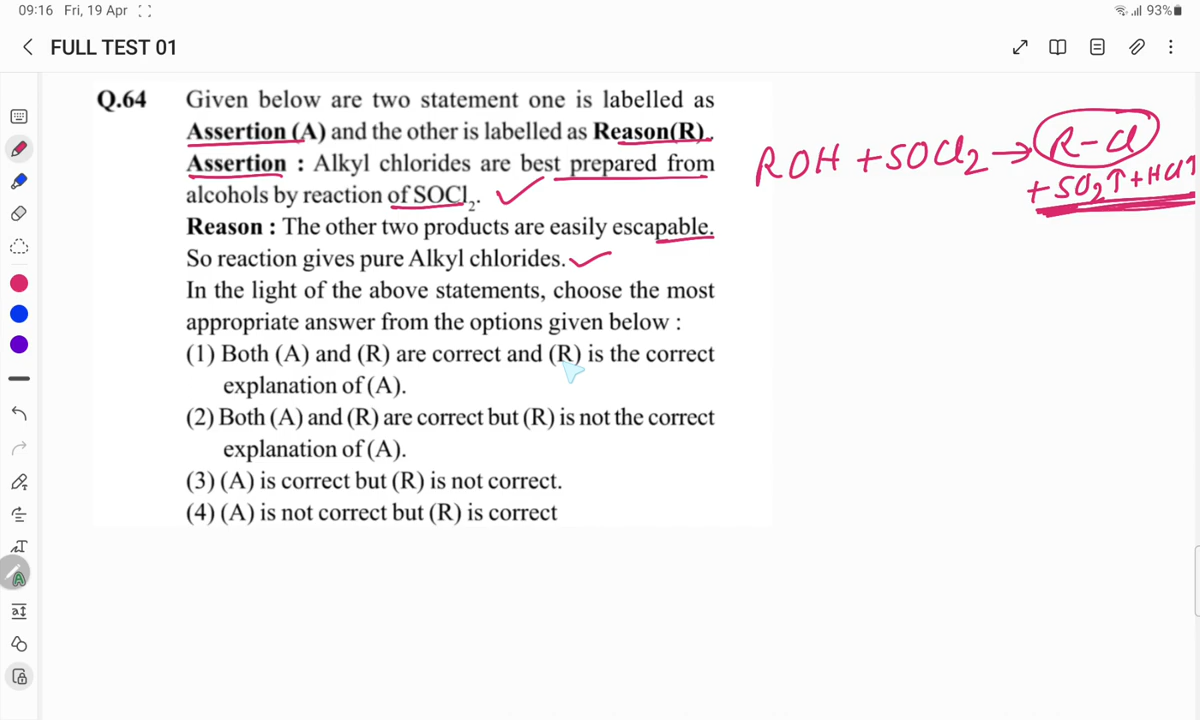 09:16 Fri, 19 Apr
93%
FULL TEST 01
Q.64 Given below are two statement one is labelled as
Assertion (A) and the other is labelled as Reason(R).
Assertion : Alkyl chlorides are best prepared from
alcohols by reaction of SOCl₂.
Reason : The other two products are easily escapable.
So reaction gives pure Alkyl chlorides.
In the light of the above statements, choose the most
appropriate answer from the options given below :
(1) Both (A) and (R) are correct and (R) is the correct
explanation of (A).
(2) Both (A) and (R) are correct but (R) is not the correct
explanation of (A).
(3) (A) is correct but (R) is not correct.
(4) (A) is not correct but (R) is correct
ROH + SOCl₂ → R-Cl
+ SO₂↑ + HCl↑